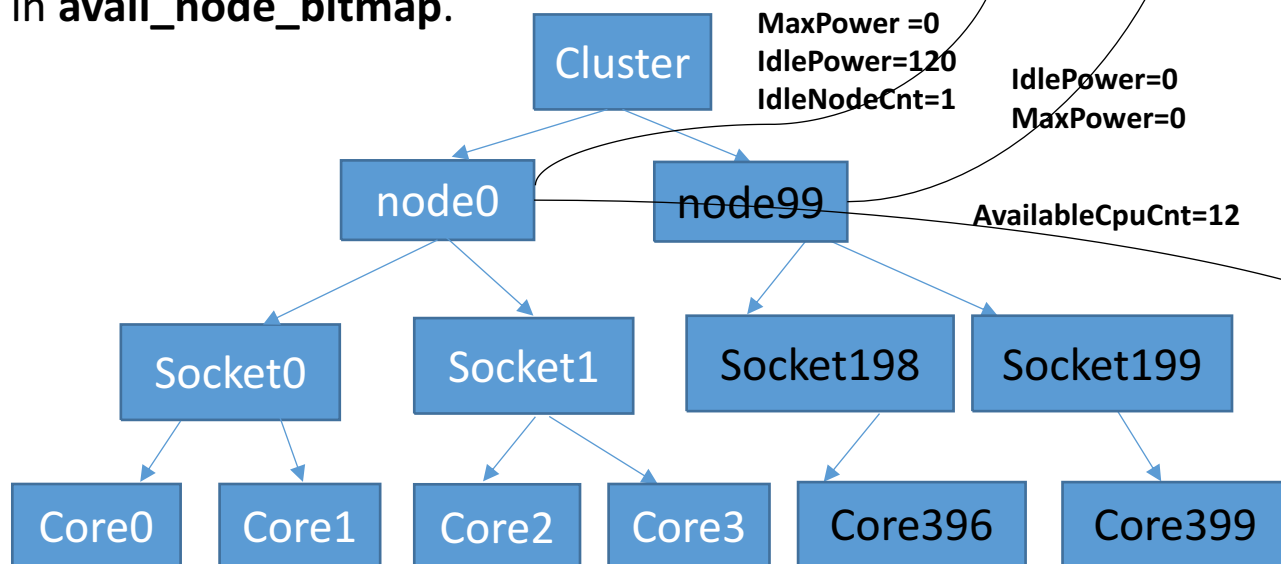 in avail_node_bitmap.
Cluster
MaxPower =0
IdlePower=120
IdleNodeCnt=1
IdlePower=0
MaxPower=0
node0
node99
AvailableCpuCnt=12
Socket0
Socket1
Socket198
Socket199
Core0
Core1
Core2
Core3
Core396
Core399